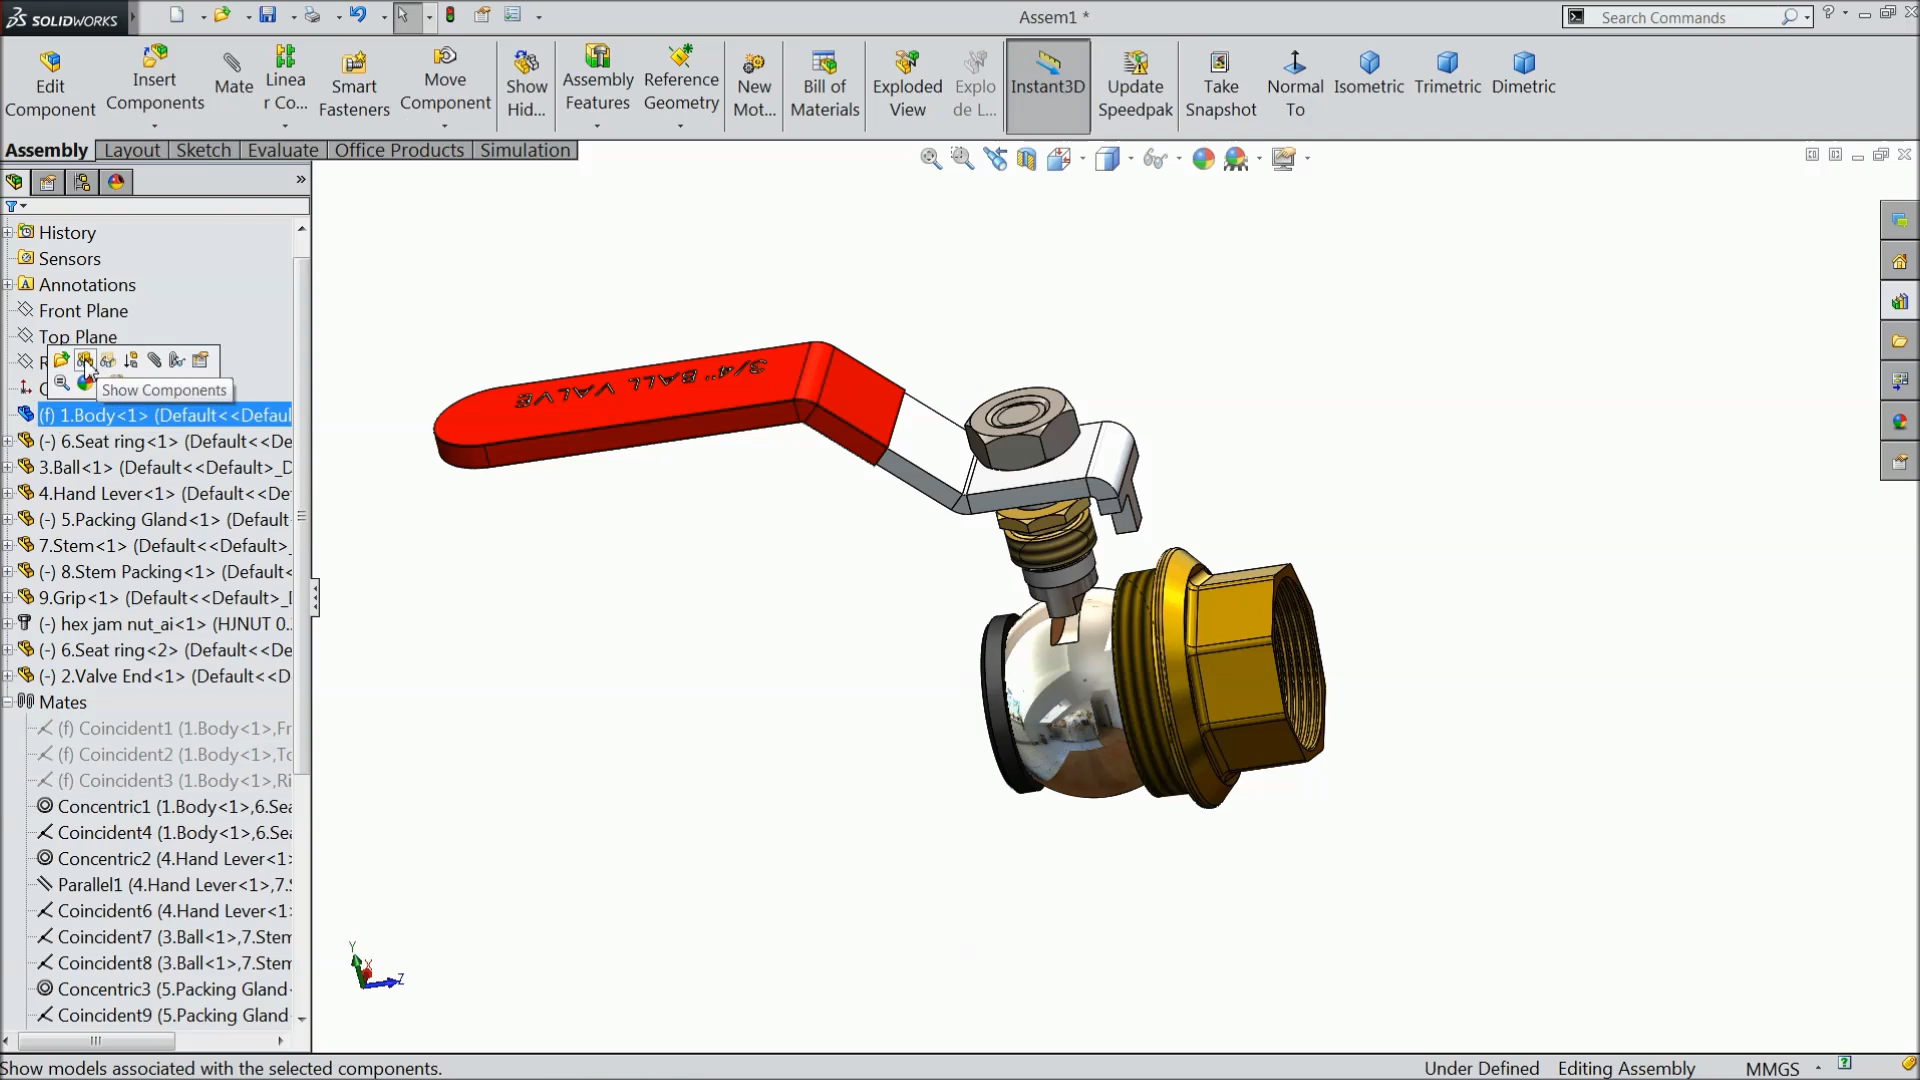 SOLIDWORKS
Assem1 *
Search Commands
Edit Component
Insert Components
Mate
Linea r Co...
Smart Fasteners
Move Component
Show Hid...
Assembly Features
Reference Geometry
New Mot...
Bill of Materials
Exploded View
Explo de L...
Instant3D
Update Speedpak
Take Snapshot
Normal To
Isometric
Trimetric
Dimetric
Assembly
Layout
Sketch
Evaluate
Office Products
Simulation
History
Sensors
Annotations
Front Plane
Top Plane
R
Show Components
(f) 1.Body<1> (Default<<Defaul
(-) 6.Seat ring<1> (Default<<De
3.Ball<1> (Default<<Default>_D
4.Hand Lever<1> (Default<<De
(-) 5.Packing Gland<1> (Default
7.Stem<1> (Default<<Default>_
(-) 8.Stem Packing<1> (Default<
9.Grip<1> (Default<<Default>_I
(-) hex jam nut_ai<1> (HJNUT 0.
(-) 6.Seat ring<2> (Default<<De
(-) 2.Valve End<1> (Default<<D
Mates
(f) Coincident1 (1.Body<1>,Fr
(f) Coincident2 (1.Body<1>,To
(f) Coincident3 (1.Body<1>,Ri
Concentric1 (1.Body<1>,6.Sea
Coincident4 (1.Body<1>,6.Sea
Concentric2 (4.Hand Lever<1>
Parallel1 (4.Hand Lever<1>,7.S
Coincident6 (4.Hand Lever<1>
Coincident7 (3.Ball<1>,7.Stem
Coincident8 (3.Ball<1>,7.Stem
Concentric3 (5.Packing Gland
Coincident9 (5.Packing Gland
3/4" BALL VALVE
Y
X
Z
Show models associated with the selected components.
Under Defined
Editing Assembly
MMGS